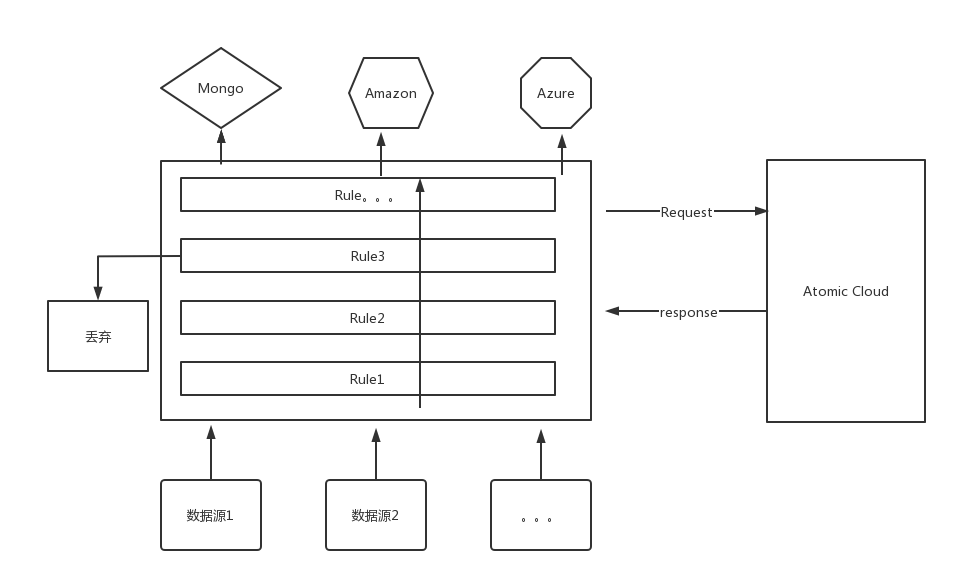 Mongo
Amazon
Azure
Rule。。。
Rule3
Rule2
Rule1
丢弃
Request
response
Atomic Cloud
数据源1
数据源2
。。。